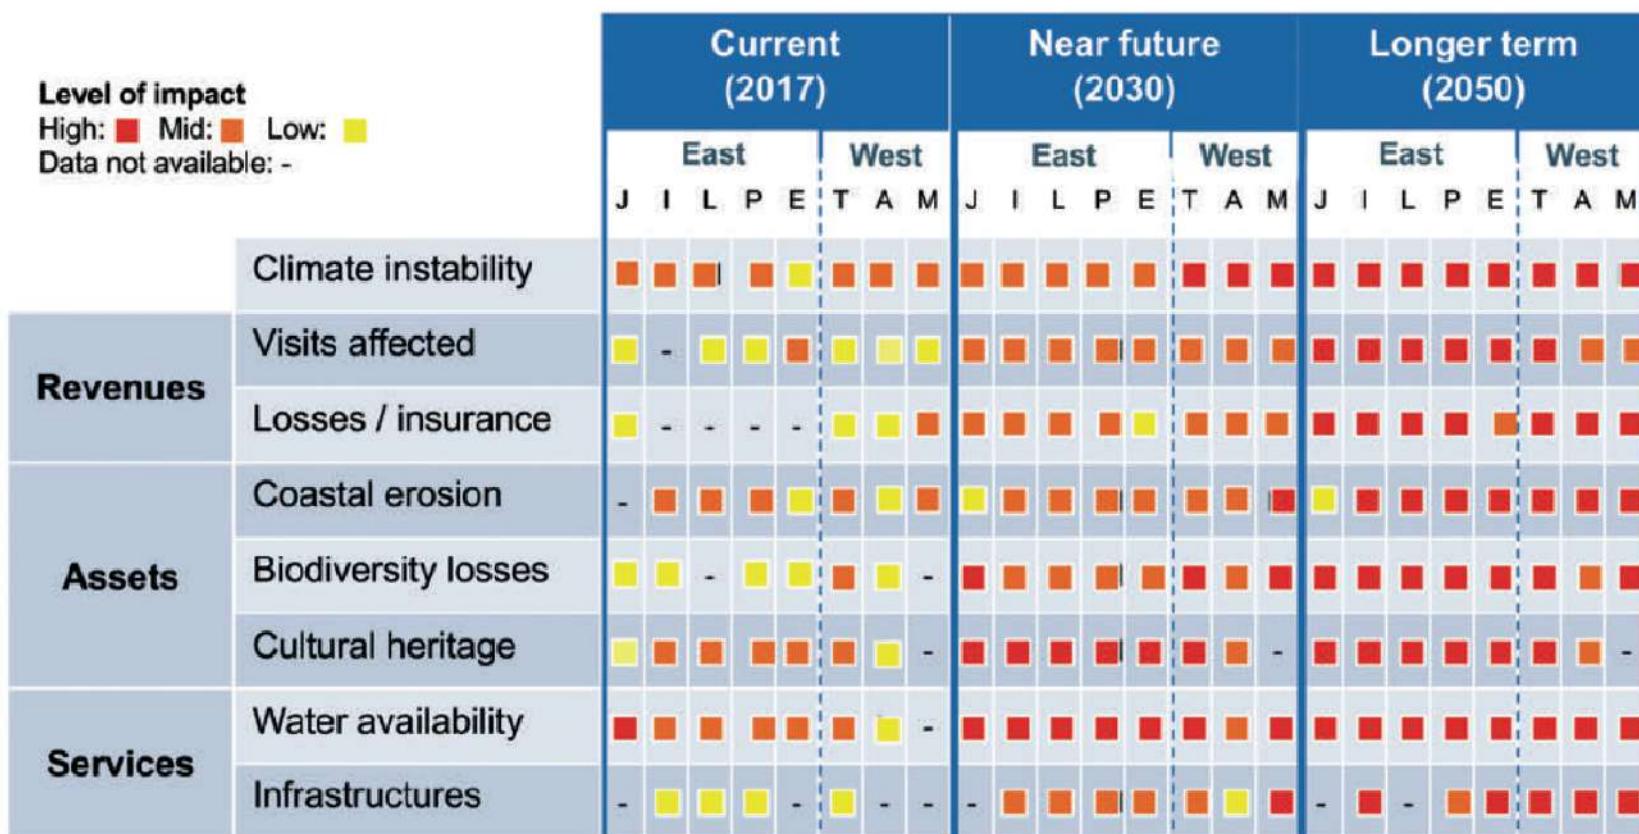 Current Near future Longer term
(2017) (2030) (2050)
Level of impact
High: Mid: Low:
Data not available: -
East West East West East West
J I L P E T A M J I L P E T A M J I L P E T A M
Climate instability
Revenues
Visits affected - 
Losses / insurance - - - -
Assets
Coastal erosion -
Biodiversity losses - -
Cultural heritage - - -
Services
Water availability -
Infrastructures - - - - - - -